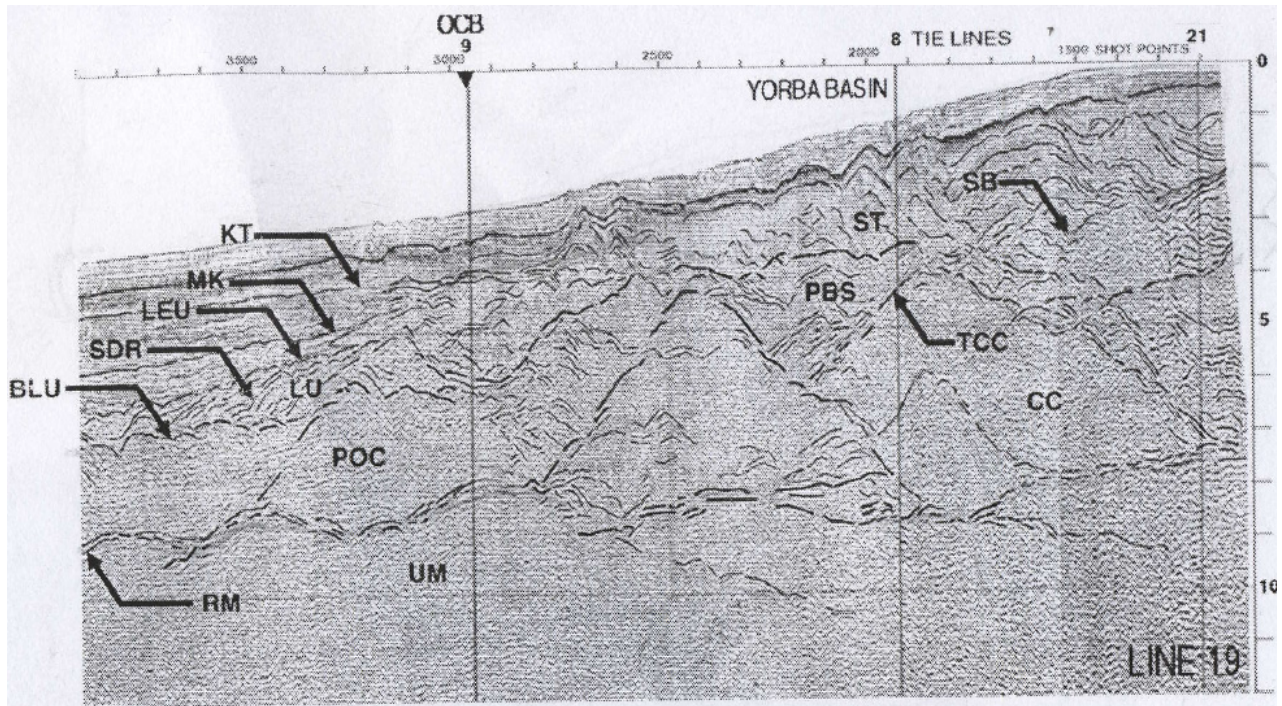 OCB
9
8 TIE LINES 7 21
3500 3000 2500 2000 1500 SHOT POINTS
0
YORBA BASIN
SB
ST
KT
MK
PBS
LEU
5
SDR
TCC
LU
BLU
CC
POC
UM
10
RM
LINE 19